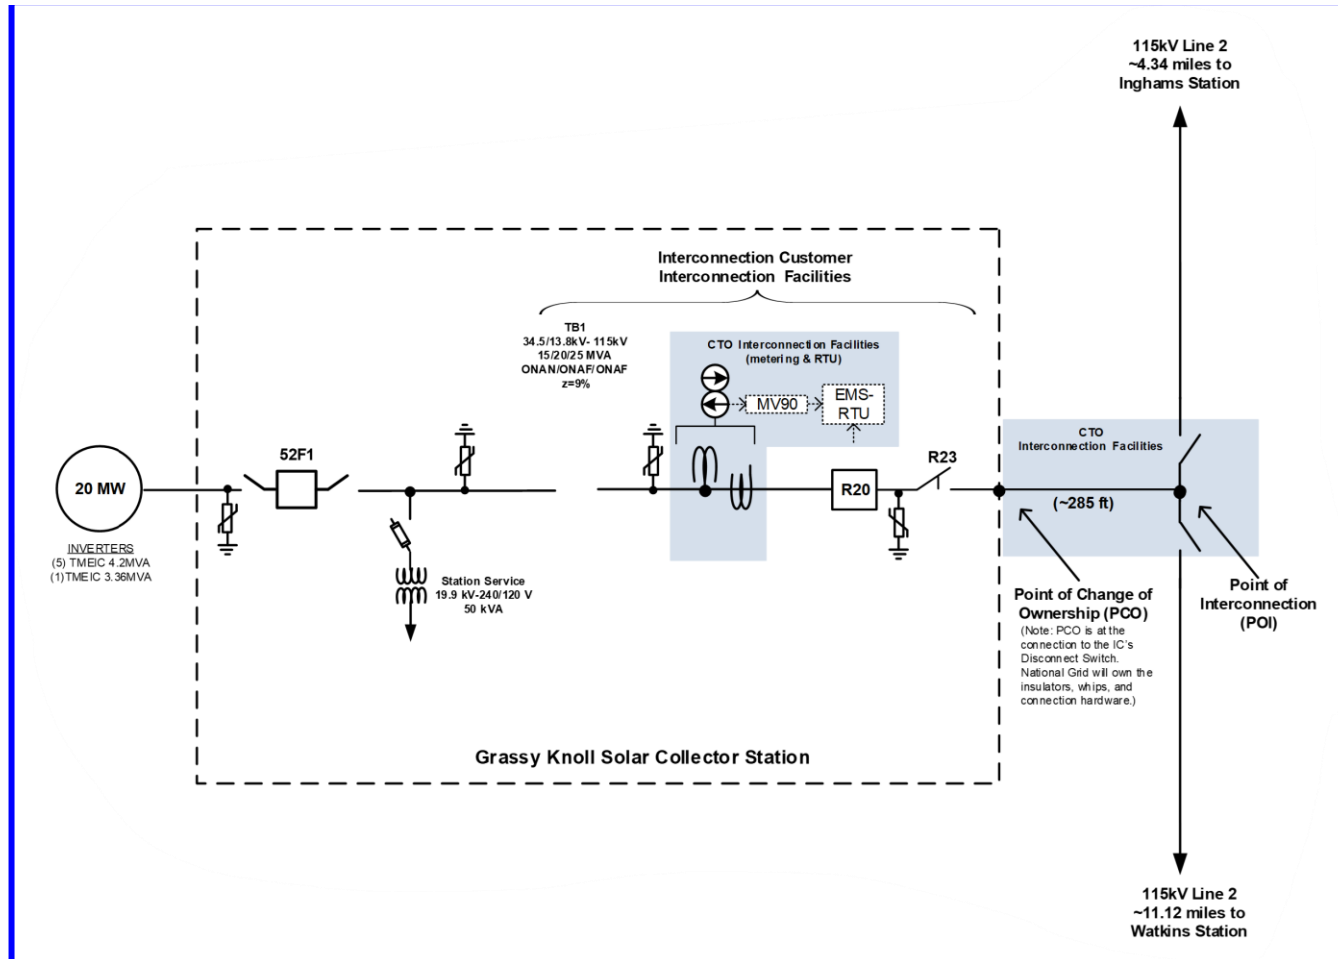 115kV Line 2
~4.34 miles to
Inghams Station
Interconnection Customer
Interconnection Facilities
TB1
34.5/13.8kV- 115kV
15/20/25 MVA
ONAN/ONAF/ONAF
z=9%
CTO Interconnection Facilities
(metering & RTU)
MV90
EMS-
RTU
52F1
20 MW
R20
R23
CTO
Interconnection Facilities
(~285 ft)
INVERTERS
(5) TMEIC 4.2MVA
(1)TMEIC 3.36MVA
Station Service
19.9 kV-240/120 V
50 kVA
Point of Change of
Ownership (PCO)
(Note: PCO is at the
connection to the IC's
Disconnect Switch.
National Grid will own the
insulators, whips, and
connection hardware.)
Point of
Interconnection
(POI)
Grassy Knoll Solar Collector Station
115kV Line 2
~11.12 miles to
Watkins Station